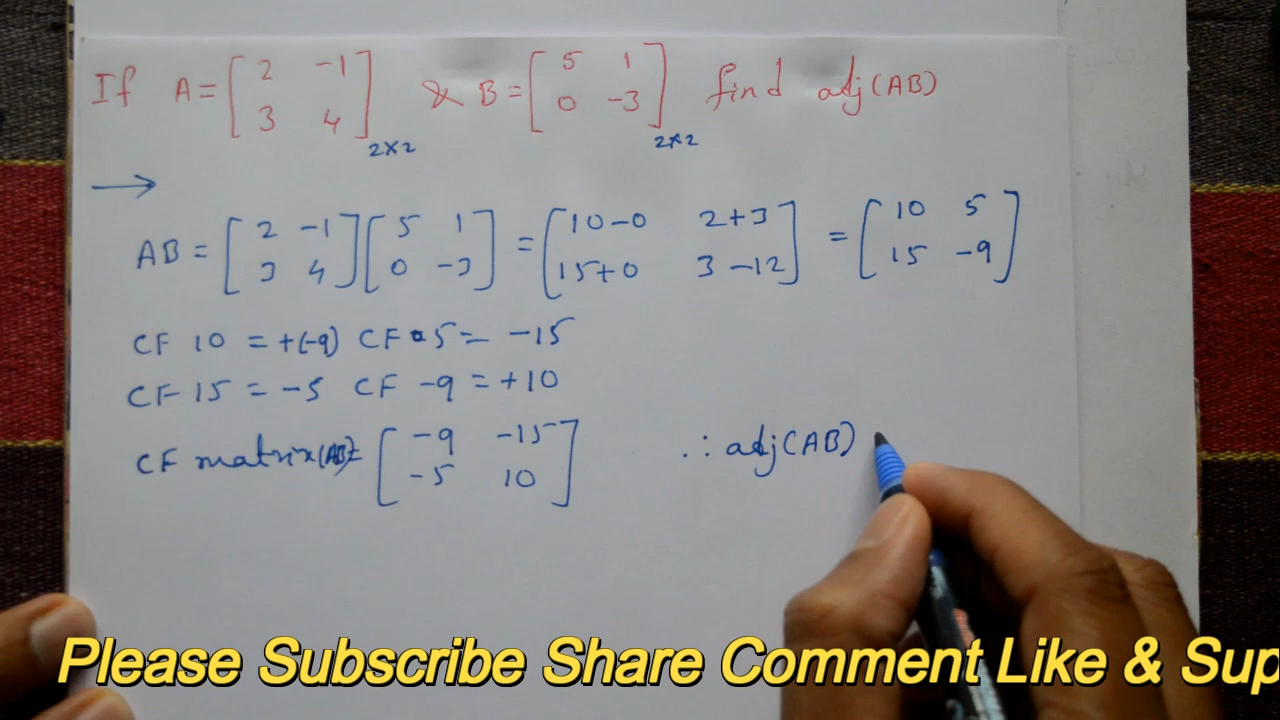 If A = [ 2 -1 3 4 ] 2×2 & B = [ 5 1 0 -3 ] 2×2 find adj(AB)
→
AB = [ 2 -1 3 4 ] [ 5 1 0 -3 ] = [ 10-0 2+3 15+0 3-12 ] = [ 10 5 15 -9 ]
CF 10 = +(-9) CF 5 = -15
CF 15 = -5 CF -9 = +10
CF matrix(AB) = [ -9 -15 -5 10 ] ∴ adj(AB)
Please Subscribe Share Comment Like & Sup